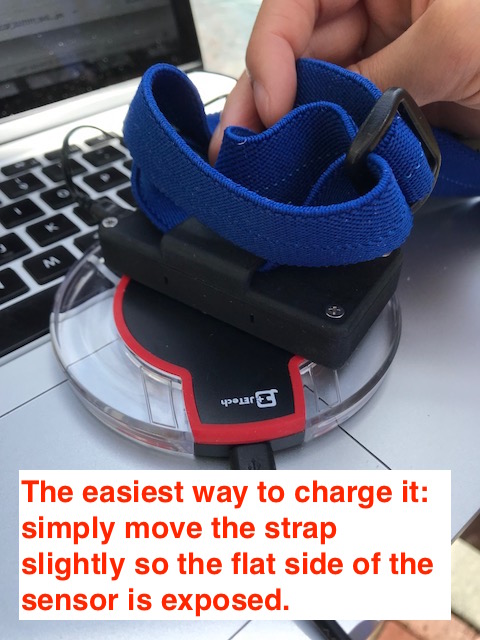 JETech
The easiest way to charge it:
simply move the strap
slightly so the flat side of the
sensor is exposed.